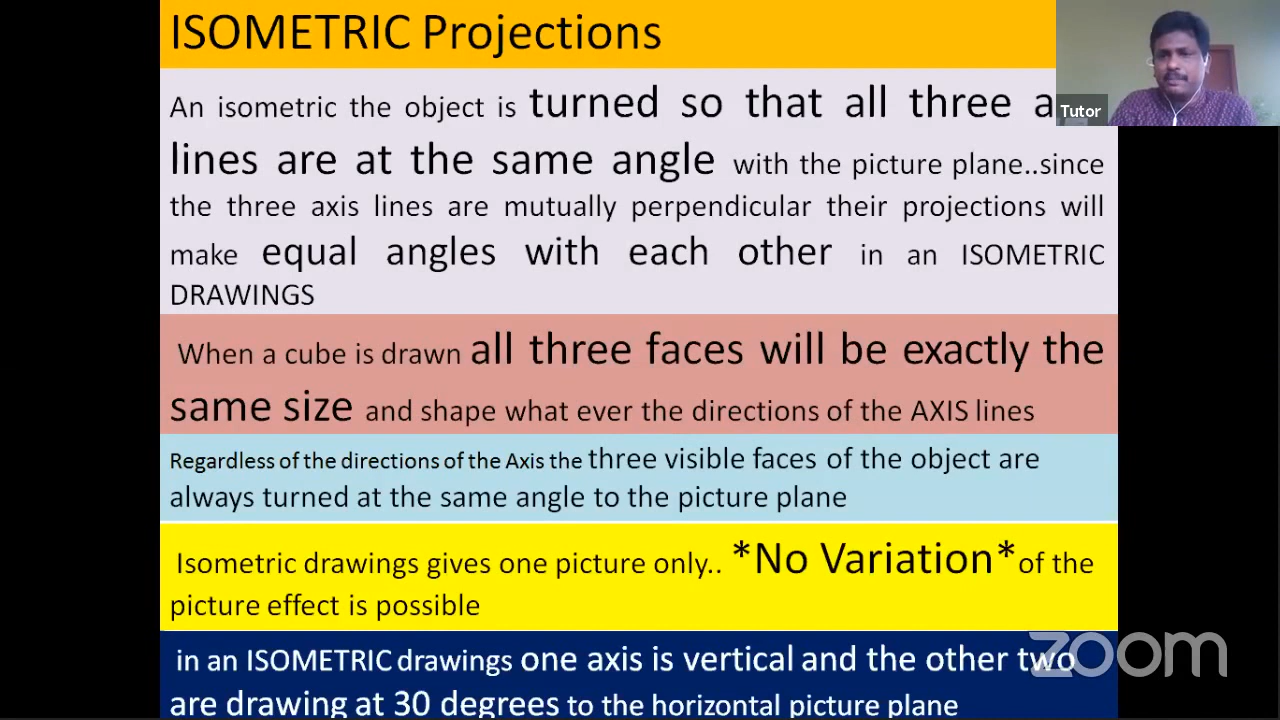 ISOMETRIC Projections
An isometric the object is turned so that all three a
Tutor
lines are at the same angle with the picture plane..since
the three axis lines are mutually perpendicular their projections will
make equal angles with each other in an ISOMETRIC
DRAWINGS
When a cube is drawn all three faces will be exactly the
same size and shape what ever the directions of the AXIS lines
Regardless of the directions of the Axis the three visible faces of the object are
always turned at the same angle to the picture plane
Isometric drawings gives one picture only.. *No Variation* of the
picture effect is possible
in an ISOMETRIC drawings one axis is vertical and the other two
are drawing at 30 degrees to the horizontal picture plane
zoom